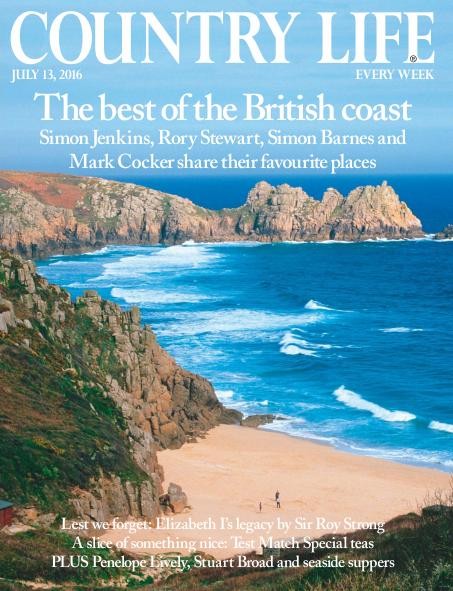 COUNTRY LIFE®
JULY 13, 2016 EVERY WEEK
The best of the British coast
Simon Jenkins, Rory Stewart, Simon Barnes and
Mark Cocker share their favourite places
Lest we forget: Elizabeth I's legacy by Sir Roy Strong
A slice of something nice: Test Match Special teas
PLUS Penelope Lively, Stuart Broad and seaside suppers